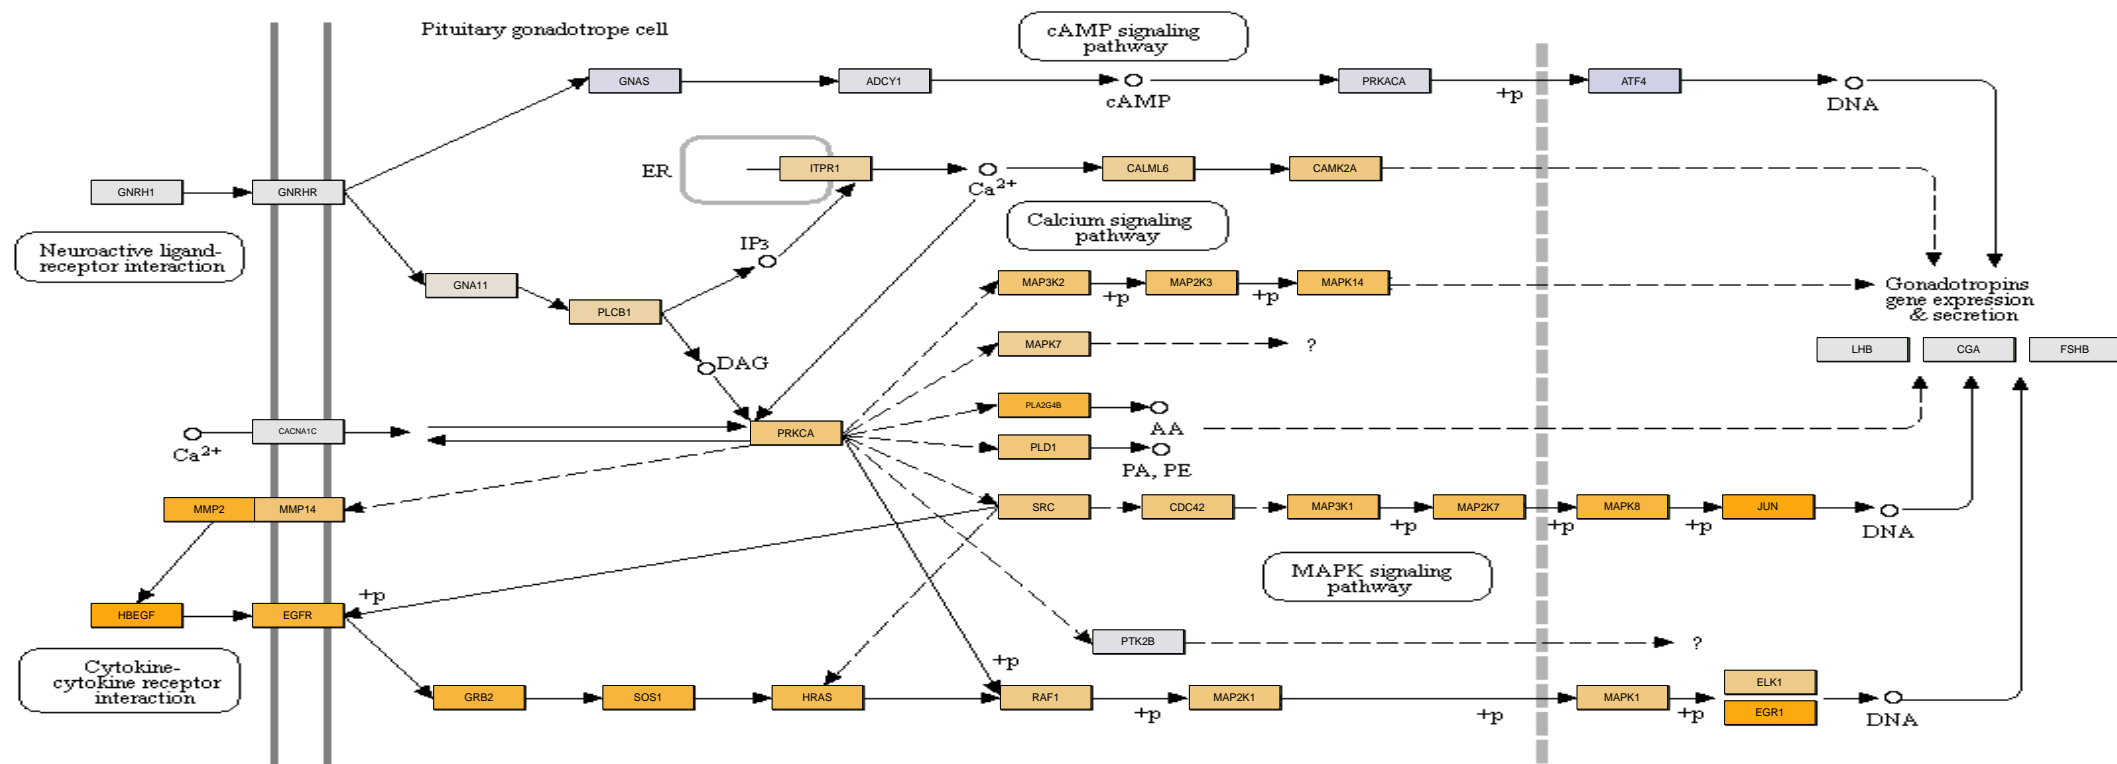 Pituitary gonadotrope cell
cAMP signaling
pathway
GNAS
ADCY1
cAMP
PRKACA
+p
ATF4
DNA
ER
ITPR1
Ca2+
CALML6
CAMK2A
GNRH1
GNRHR
Neuroactive ligand-
receptor interaction
Calcium signaling
pathway
IP3
GNA11
PLCB1
MAP3K2
+p
MAP2K3
+p
MAPK14
Gonadotropins
gene expression
& secretion
DAG
MAPK7
?
LHB
CGA
FSHB
PLA2G4B
AA
Ca2+
CACNA1C
PRKCA
PLD1
PA, PE
MMP2
MMP14
SRC
CDC42
MAP3K1
+p
MAP2K7
+p
MAPK8
+p
JUN
DNA
MAPK signaling
pathway
HBEGF
EGFR
+p
PTK2B
?
Cytokine-
cytokine receptor
interaction
GRB2
SOS1
HRAS
+p
RAF1
+p
MAP2K1
+p
MAPK1
+p
ELK1
EGR1
DNA